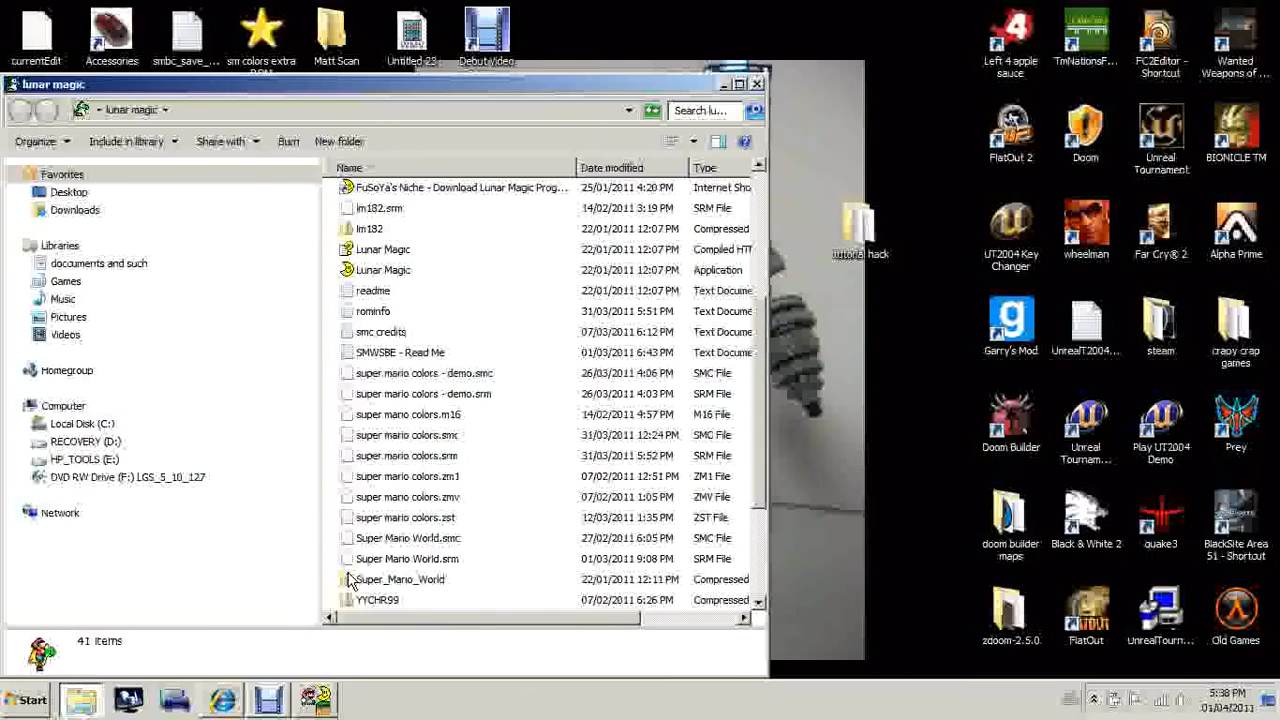 currentEdit
Accessories
smbc_save_...
sm colors extra
Matt Scan
Untitled-23
DebutVideo
Left 4 apple sauce
TmNationsF...
FC2Editor - Shortcut
Wanted Weapons of...
lunar magic
lunar magic
Search lu...
Organize
Include in library
Share with
Burn
New folder
Favorites
Desktop
Downloads
Libraries
doccuments and such
Games
Music
Pictures
Videos
Homegroup
Computer
Local Disk (C:)
RECOVERY (D:)
HP_TOOLS (E:)
DVD RW Drive (F:) LGS_5_10_127
Network
Name Date modified Type
FuSoYa's Niche - Download Lunar Magic Prog... 25/01/2011 4:20 PM Internet Sho
lm182.srm 14/02/2011 3:19 PM SRM File
lm182 22/01/2011 12:07 PM Compressed
Lunar Magic 22/01/2011 12:07 PM Compiled HT
Lunar Magic 22/01/2011 12:07 PM Application
readme 22/01/2011 12:07 PM Text Docume
rominfo 31/03/2011 5:51 PM Text Docume
smc credits 07/03/2011 6:12 PM Text Docume
SMWSBE - Read Me 01/03/2011 6:43 PM Text Docume
super mario colors - demo.smc 26/03/2011 4:06 PM SMC File
super mario colors - demo.srm 26/03/2011 4:03 PM SRM File
super mario colors.m16 14/02/2011 4:57 PM M16 File
super mario colors.smc 31/03/2011 12:24 PM SMC File
super mario colors.srm 31/03/2011 5:52 PM SRM File
super mario colors.zm1 07/02/2011 12:51 PM ZM1 File
super mario colors.zmv 07/02/2011 1:05 PM ZMV File
super mario colors.zst 12/03/2011 1:35 PM ZST File
Super Mario World.smc 27/02/2011 6:05 PM SMC File
Super Mario World.srm 01/03/2011 9:08 PM SRM File
Super_Mario_World 22/01/2011 12:11 PM Compressed
YYCHR99 07/02/2011 6:26 PM Compressed
41 items
tutorial hack
FlatOut 2
Doom
Unreal Tournament
BIONICLE TM
UT2004 Key Changer
wheelman
Far Cry® 2
Alpha Prime
Garry's Mod
UnrealT2004...
steam
crapy crap games
Doom Builder
Unreal Tournam...
Play UT2004 Demo
Prey
doom builder maps
Black & White 2
quake3
BlackSite Area 51 - Shortcut
zdoom-2.5.0
FlatOut
UnrealTourn...
Old Games
Start
5:38 PM
01/04/2011